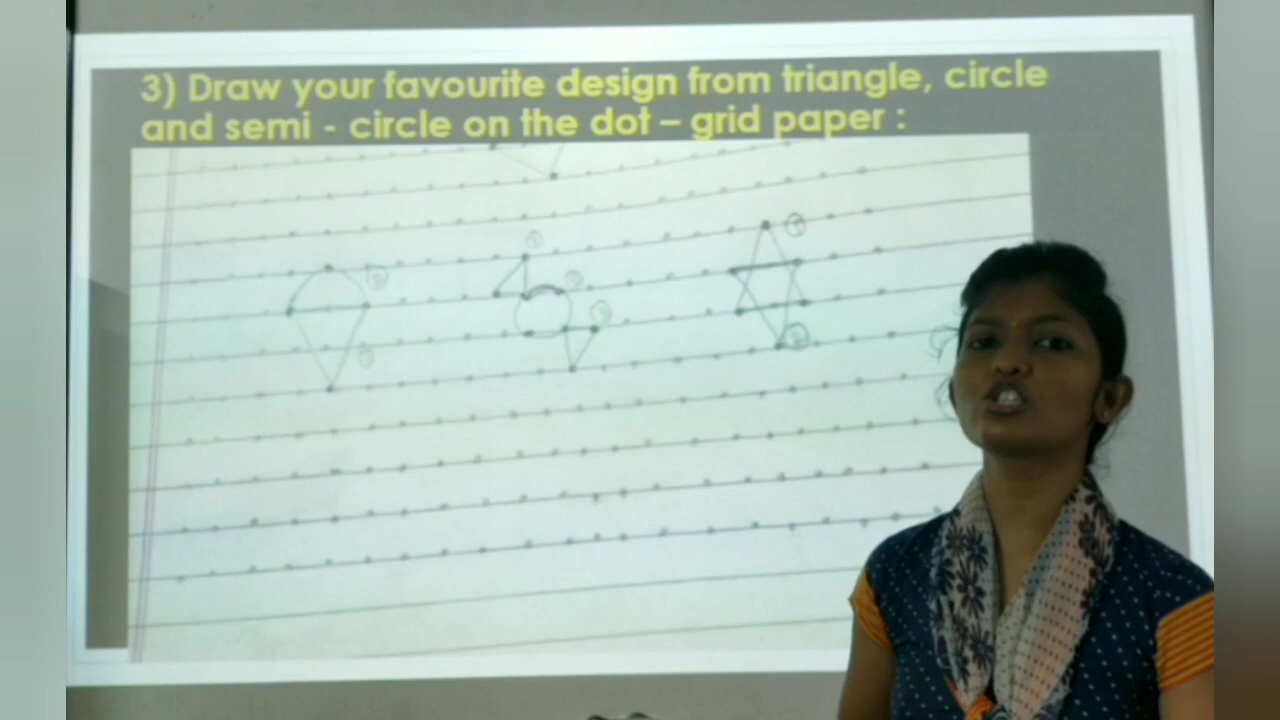 3) Draw your favourite design from triangle, circle
and semi - circle on the dot – grid paper :